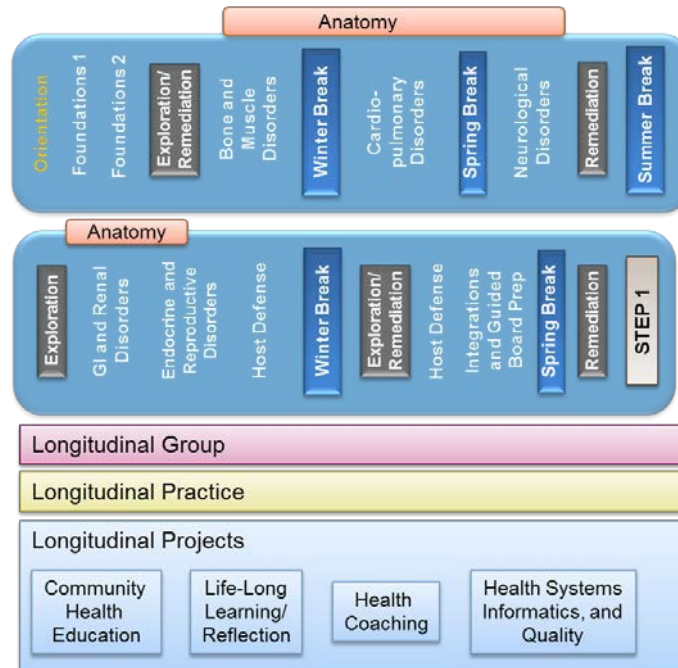 Anatomy
Orientation
Foundations 1
Foundations 2
Exploration/
Remediation
Bone and
Muscle
Disorders
Winter Break
Cardio-
pulmonary
Disorders
Spring Break
Neurological
Disorders
Remediation
Summer Break
Anatomy
Exploration
GI and Renal
Disorders
Endocrine and
Reproductive
Disorders
Host Defense
Winter Break
Exploration/
Remediation
Host Defense
Integrations
and Guided
Board Prep
Spring Break
Remediation
STEP 1
Longitudinal Group
Longitudinal Practice
Longitudinal Projects
Community
Health
Education
Life-Long
Learning/
Reflection
Health
Coaching
Health Systems
Informatics, and
Quality